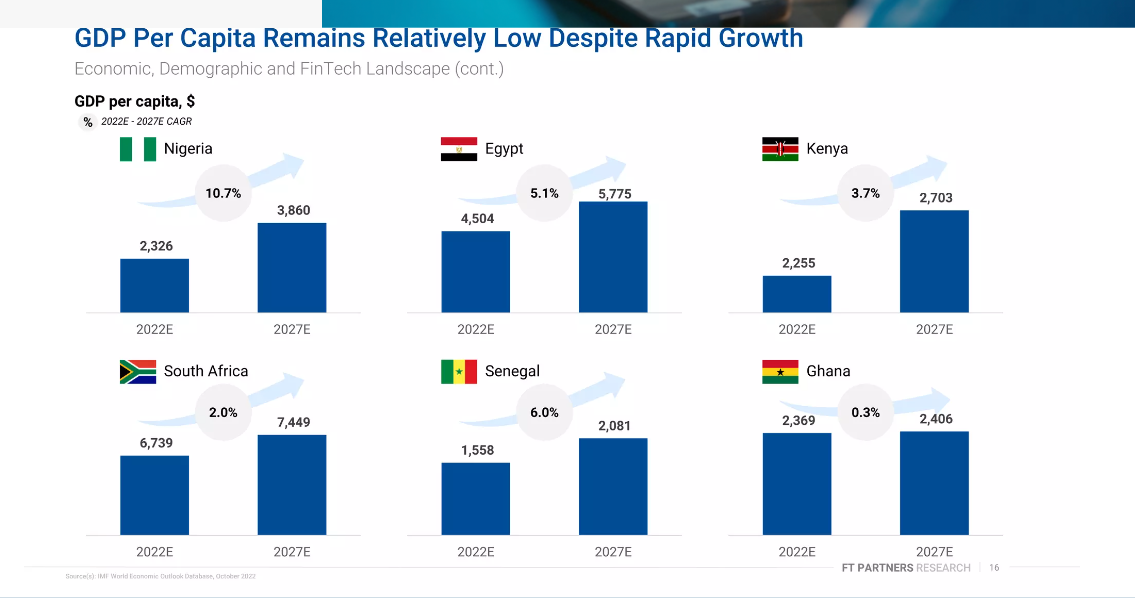 GDP Per Capita Remains Relatively Low Despite Rapid Growth
Economic, Demographic and FinTech Landscape (cont.)
GDP per capita, $
% 2022E - 2027E CAGR
Nigeria
10.7%
2,326
3,860
2022E
2027E
Egypt
5.1%
4,504
5,775
2022E
2027E
Kenya
3.7%
2,255
2,703
2022E
2027E
South Africa
2.0%
6,739
7,449
2022E
2027E
Senegal
6.0%
1,558
2,081
2022E
2027E
Ghana
0.3%
2,369
2,406
2022E
2027E
Source(s): IMF World Economic Outlook Database, October 2022
FT PARTNERS RESEARCH | 16